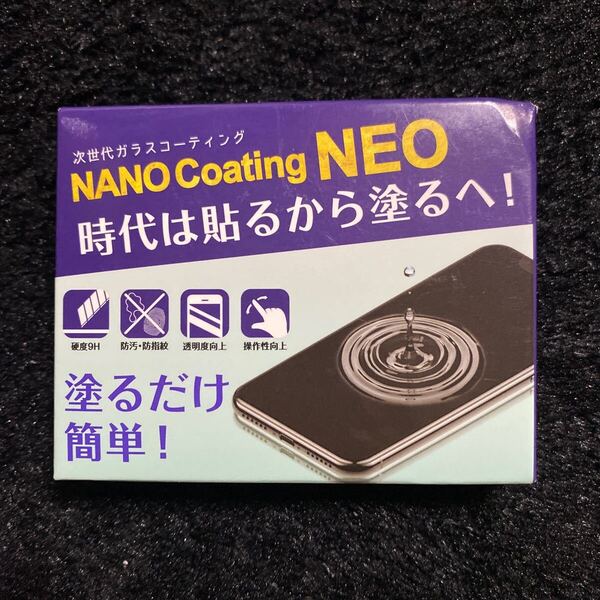 次世代ガラスコーティング
NANO Coating NEO
時代は貼るから塗るへ!
硬度9H 防汚・防指紋 透明度向上 操作性向上
塗るだけ
簡単!